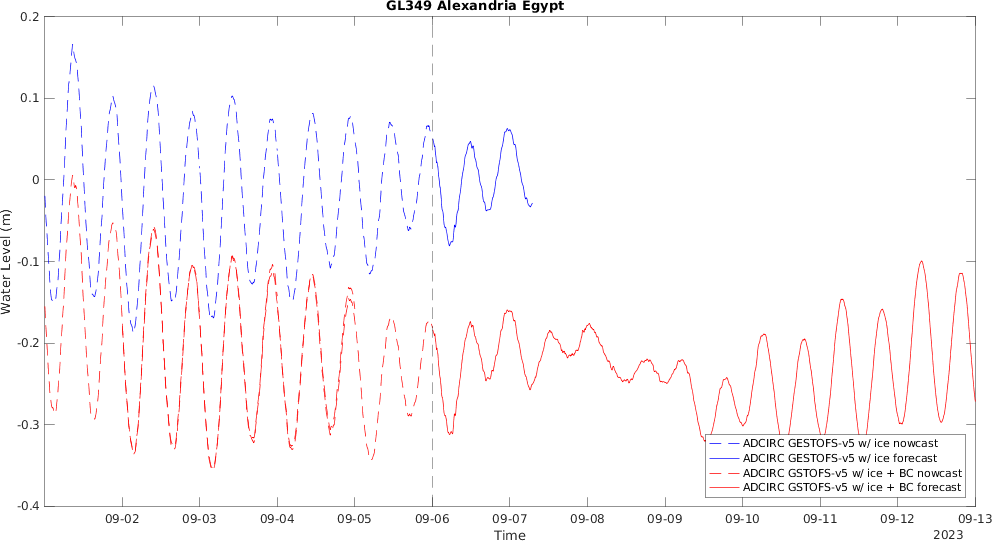 GL349 Alexandria Egypt
0.2
0.1
0
-0.1
-0.2
-0.3
-0.4
Water Level (m)
ADCIRC GESTOFS-v5 w/ ice nowcast
ADCIRC GESTOFS-v5 w/ ice forecast
ADCIRC GSTOFS-v5 w/ ice + BC nowcast
ADCIRC GSTOFS-v5 w/ ice + BC forecast
09-02 09-03 09-04 09-05 09-06 09-07 09-08 09-09 09-10 09-11 09-12 09-13
Time
2023